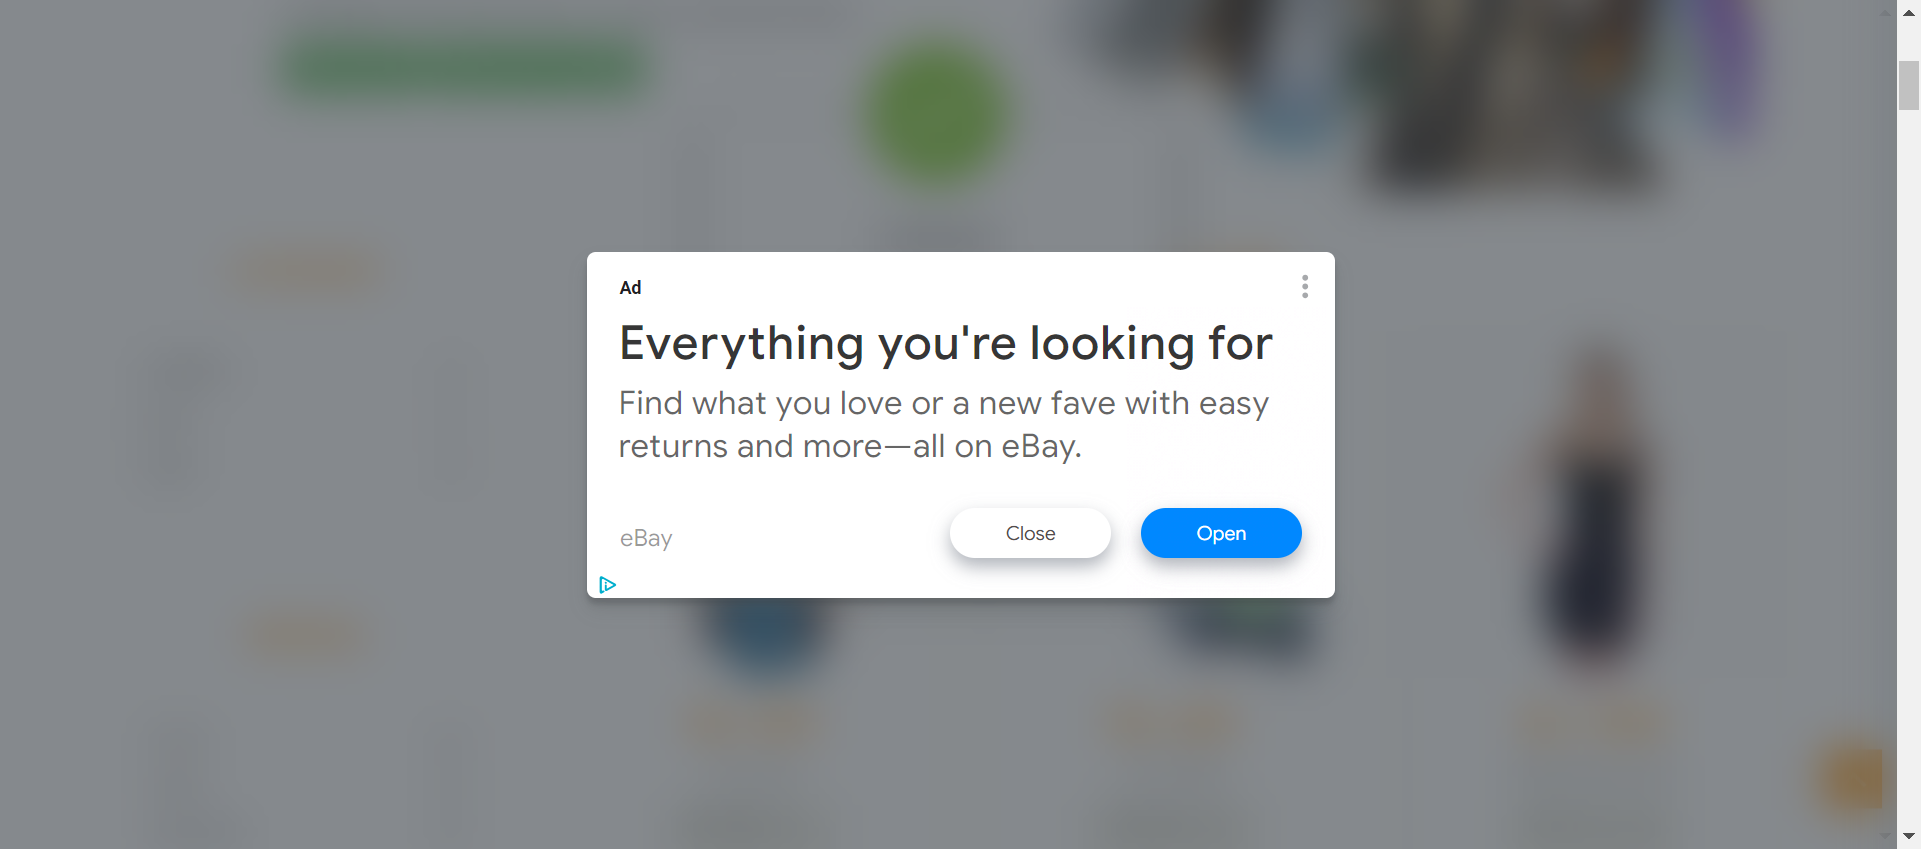 Ad
Everything you're looking for
Find what you love or a new fave with easy
returns and more—all on eBay.
eBay
Close
Open